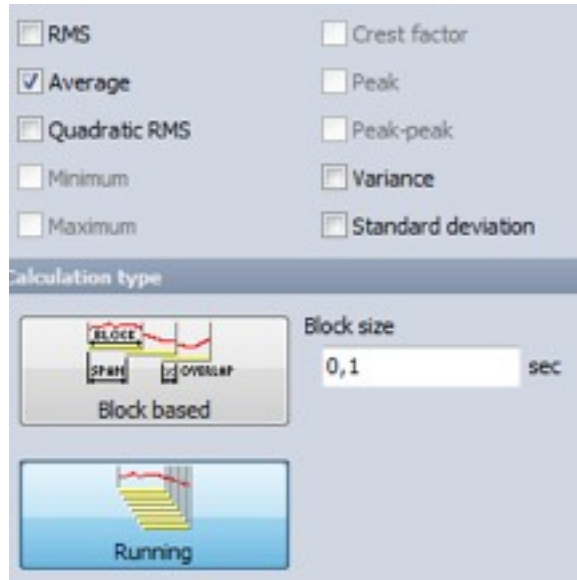 RMS
Crest factor
Average
Peak
Quadratic RMS
Peak-peak
Minimum
Variance
Maximum
Standard deviation
Calculation type
BLOCK
SPAN
OVERLAP
Block based
Block size
0,1 sec
Running